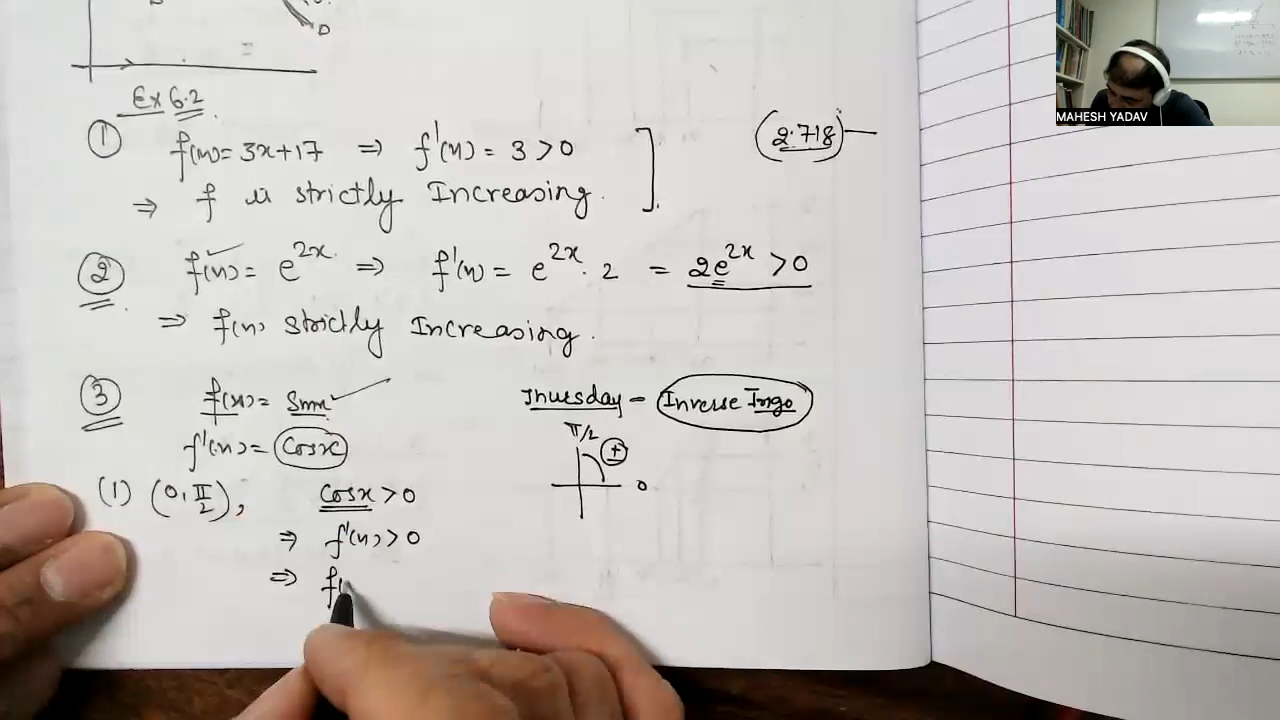 D
Ex 6.2
① f(x) = 3x+17 ⇒ f'(x) = 3 > 0
⇒ f is strictly Increasing.
(2.718)
② f(x) = e^{2x} ⇒ f'(x) = e^{2x}. 2 = 2e^{2x} > 0
⇒ f(x) strictly Increasing.
③ f(x) = Sinx
f'(x) = Cosx
Thursday - Inverse Trigo
π/2
+
0
(1) (0, π/2), Cosx > 0
⇒ f'(x) > 0
⇒ f(
MAHESH YADAV